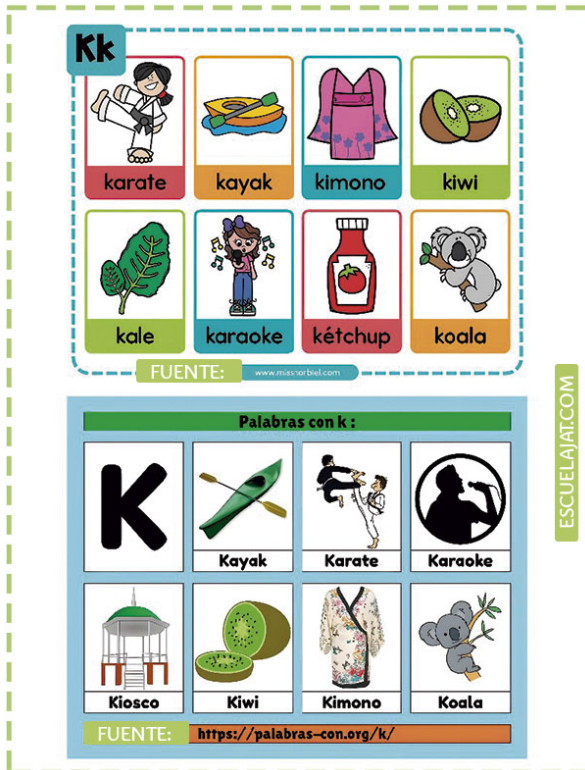 Kk
karate kayak kimono kiwi
kale karaoke kétchup koala
FUENTE: www.missnorbiel.com
Palabras con k :
K
Kayak Karate Karaoke
Kiosco Kiwi Kimono Koala
FUENTE: https://palabras-con.org/k/
ESCUELAJAT.COM